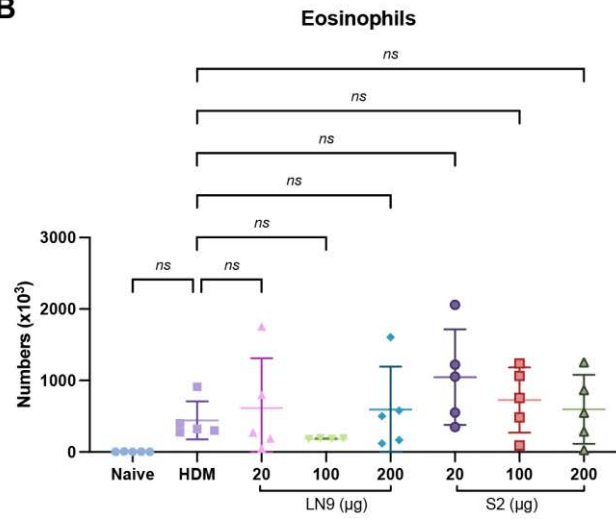 B
Eosinophils
ns
ns
ns
ns
ns
ns ns
3000
2000
1000
0
Numbers (x10³)
Naive HDM 20 100 200 20 100 200
LN9 (µg) S2 (µg)